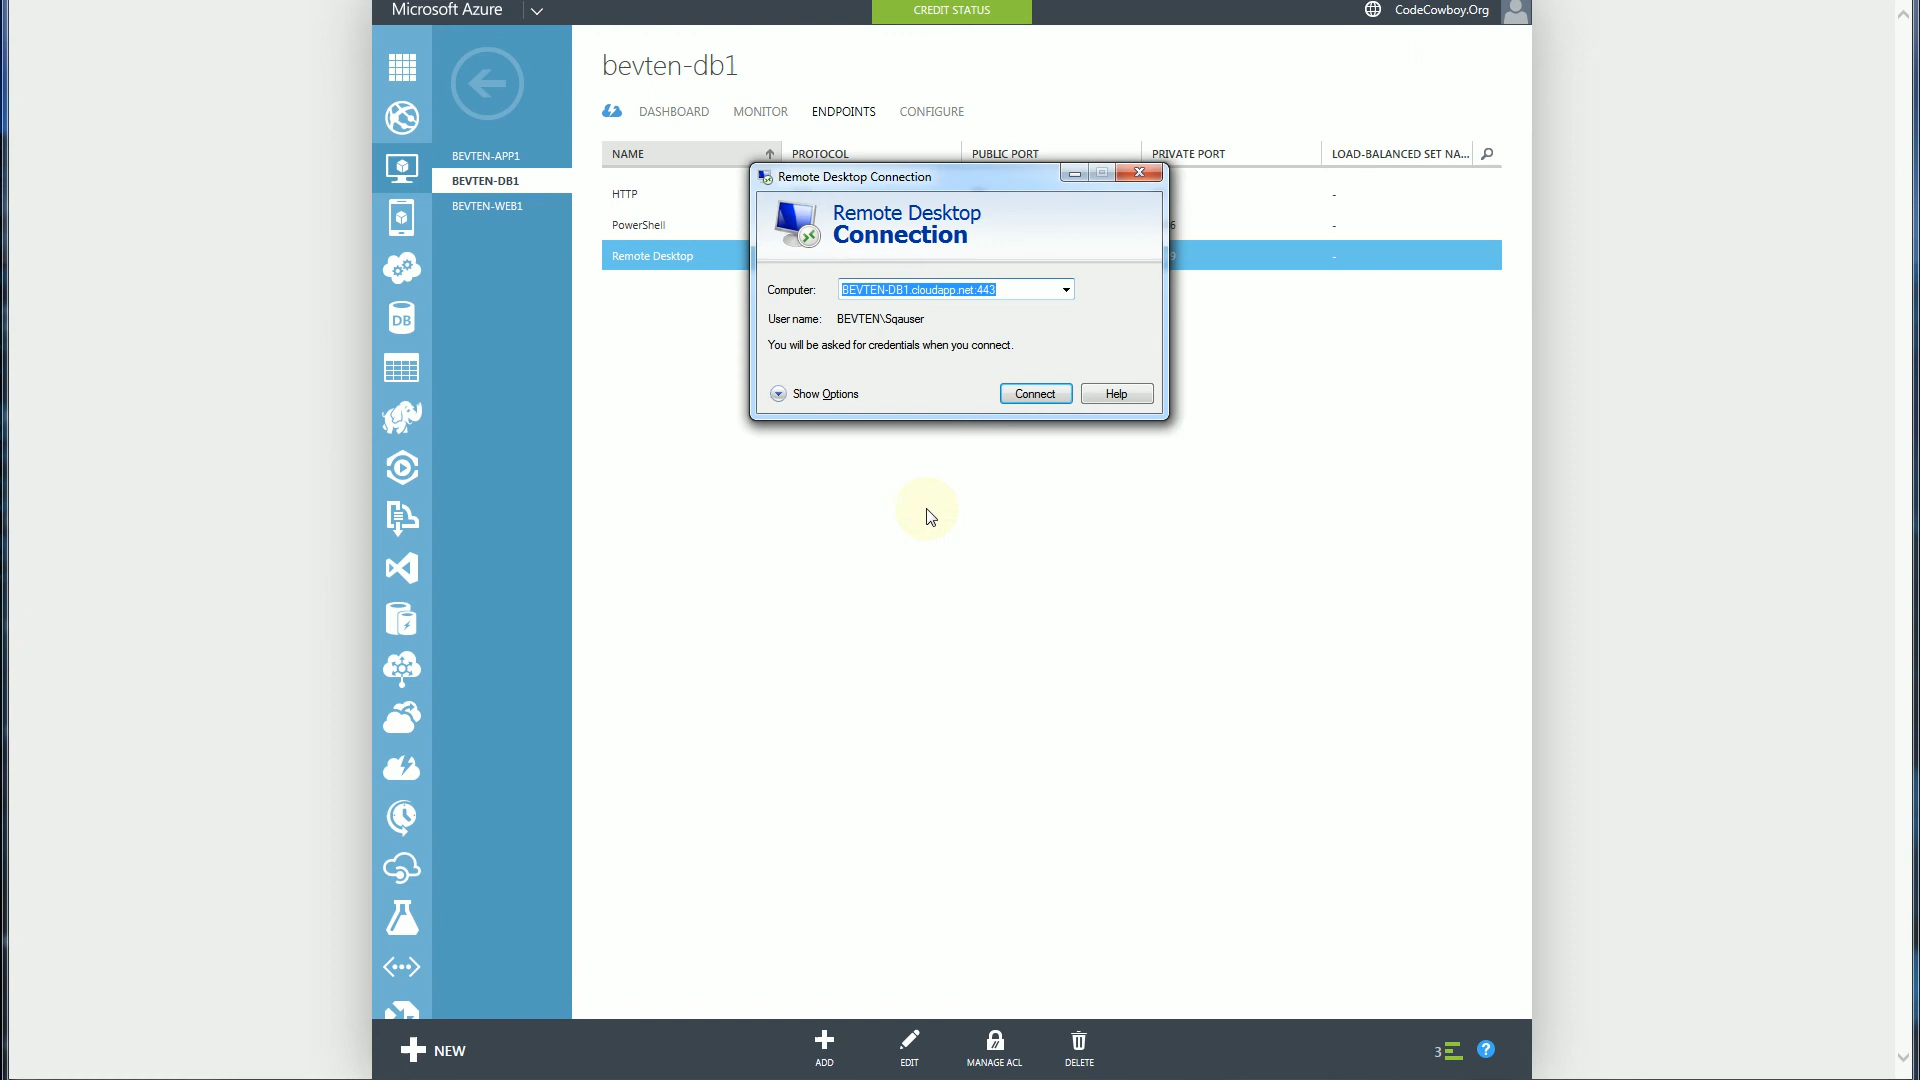 Microsoft Azure
CREDIT STATUS
CodeCowboy.Org
bevten-db1
DASHBOARD MONITOR ENDPOINTS CONFIGURE
BEVTEN-APP1
BEVTEN-DB1
BEVTEN-WEB1
NAME PROTOCOL PUBLIC PORT PRIVATE PORT LOAD-BALANCED SET NA...
HTTP -
PowerShell 6 -
Remote Desktop 9 -
Remote Desktop Connection
Remote Desktop
Connection
Computer: BEVTEN-DB1.cloudapp.net:443
User name: BEVTEN\Sqauser
You will be asked for credentials when you connect.
Show Options Connect Help
DB
NEW
ADD EDIT MANAGE ACL DELETE
3 ?